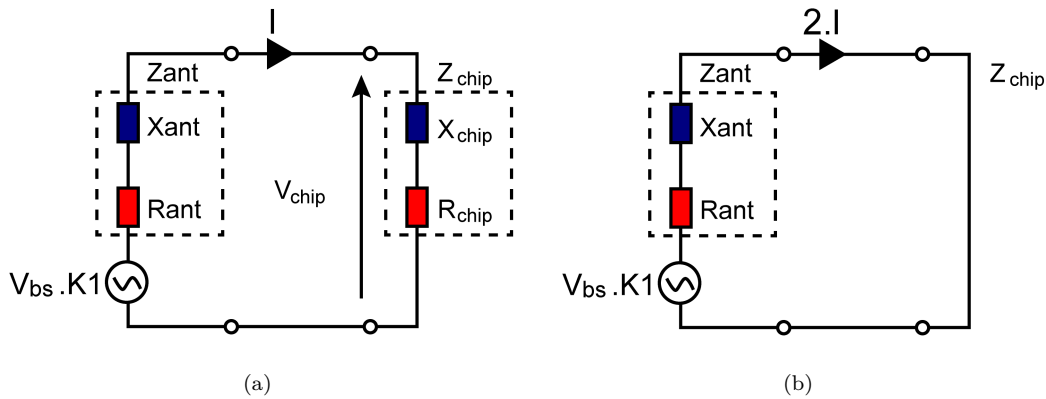 I
Zant
Xant
Rant
Vbs .K1
Vchip
Zchip
Xchip
Rchip
(a)
2.I
Zant
Xant
Rant
Vbs .K1
Zchip
(b)